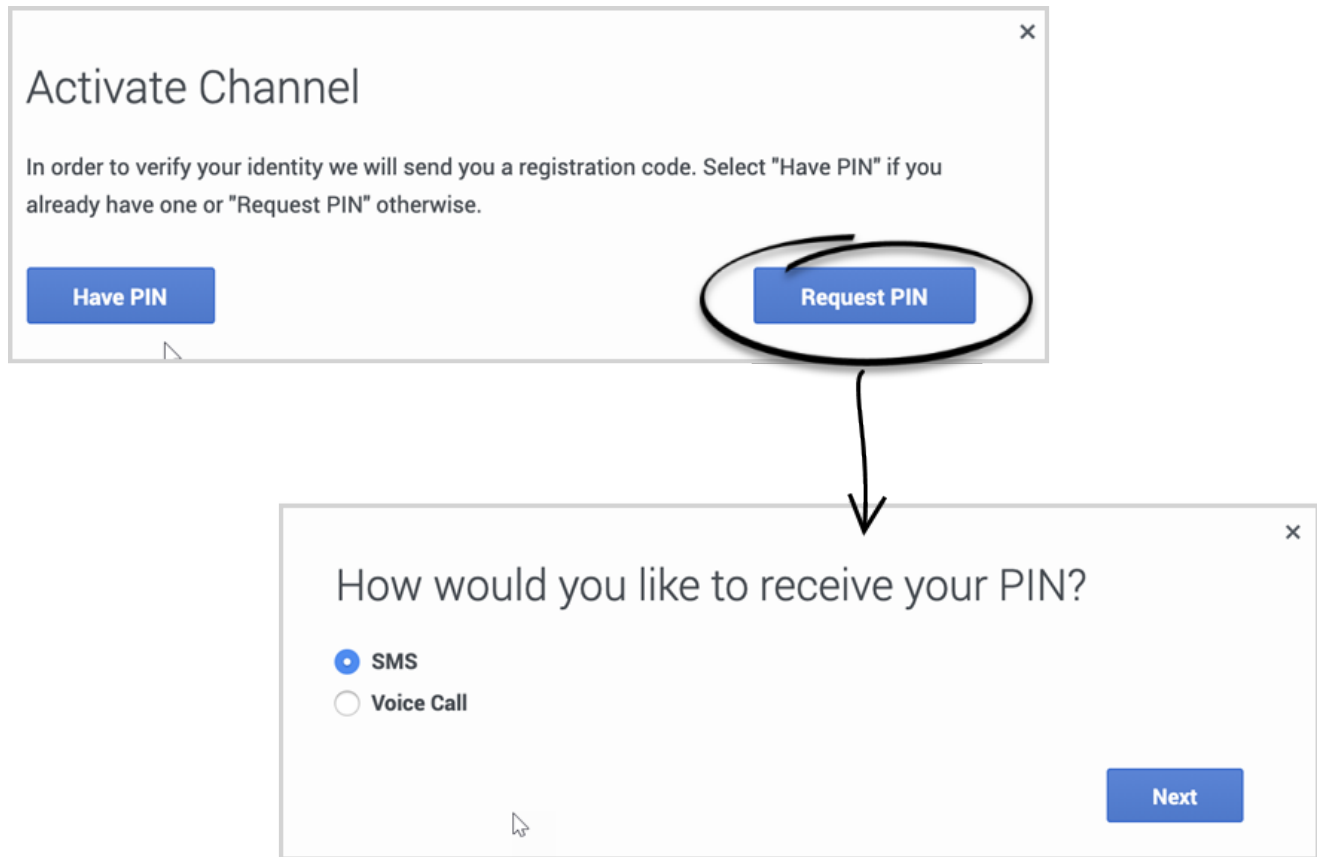 Activate Channel
In order to verify your identity we will send you a registration code. Select "Have PIN" if you
already have one or "Request PIN" otherwise.
Have PIN
Request PIN
How would you like to receive your PIN?
SMS
Voice Call
Next